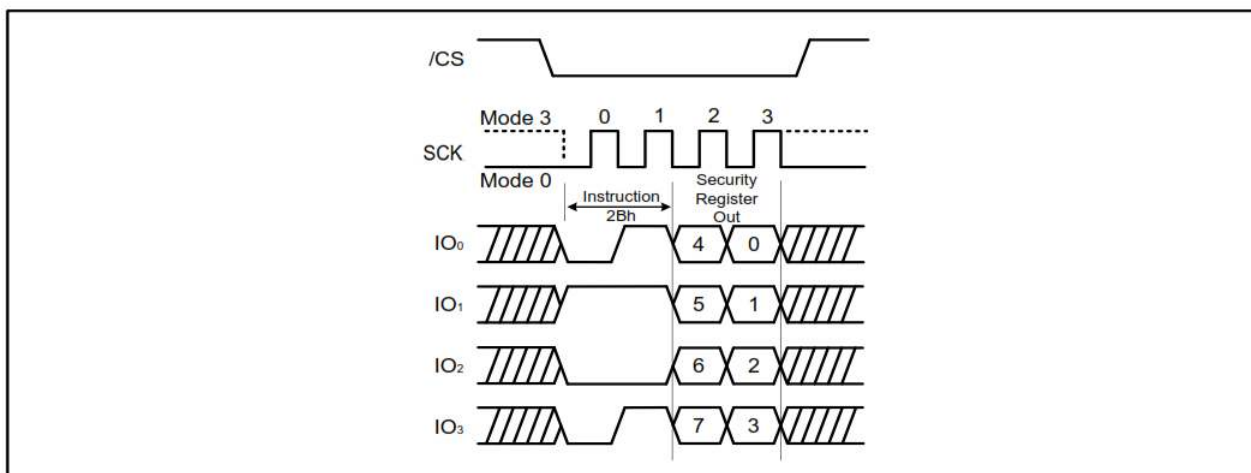 /CS
Mode 3 0 1 2 3
SCK
Mode 0
Instruction
2Bh
Security
Register
Out
IO₀ 4 0
IO₁ 5 1
IO₂ 6 2
IO₃ 7 3